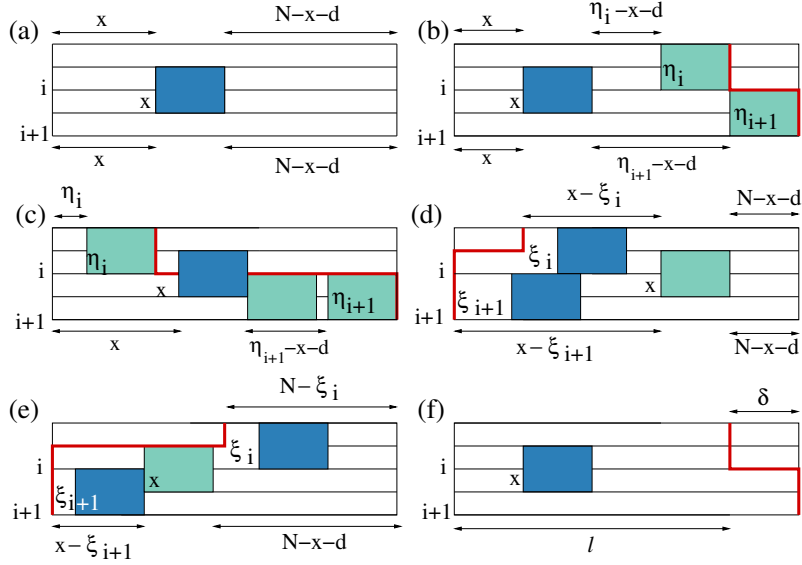 x
N−x−d
(a)
i
x
i+1
x
N−x−d
x
η_i−x−d
(b)
i
η_i
x
η_{i+1}
i+1
x
η_{i+1}−x−d
η_i
(c)
η_i
i
x
η_{i+1}
i+1
x
η_{i+1}−x−d
x−ξ_i
N−x−d
(d)
ξ_i
i
x
ξ_{i+1}
i+1
x−ξ_{i+1}
N−x−d
N−ξ_i
(e)
ξ_i
i
x
ξ_{i+1}
i+1
x−ξ_{i+1}
N−x−d
δ
(f)
i
x
i+1
l